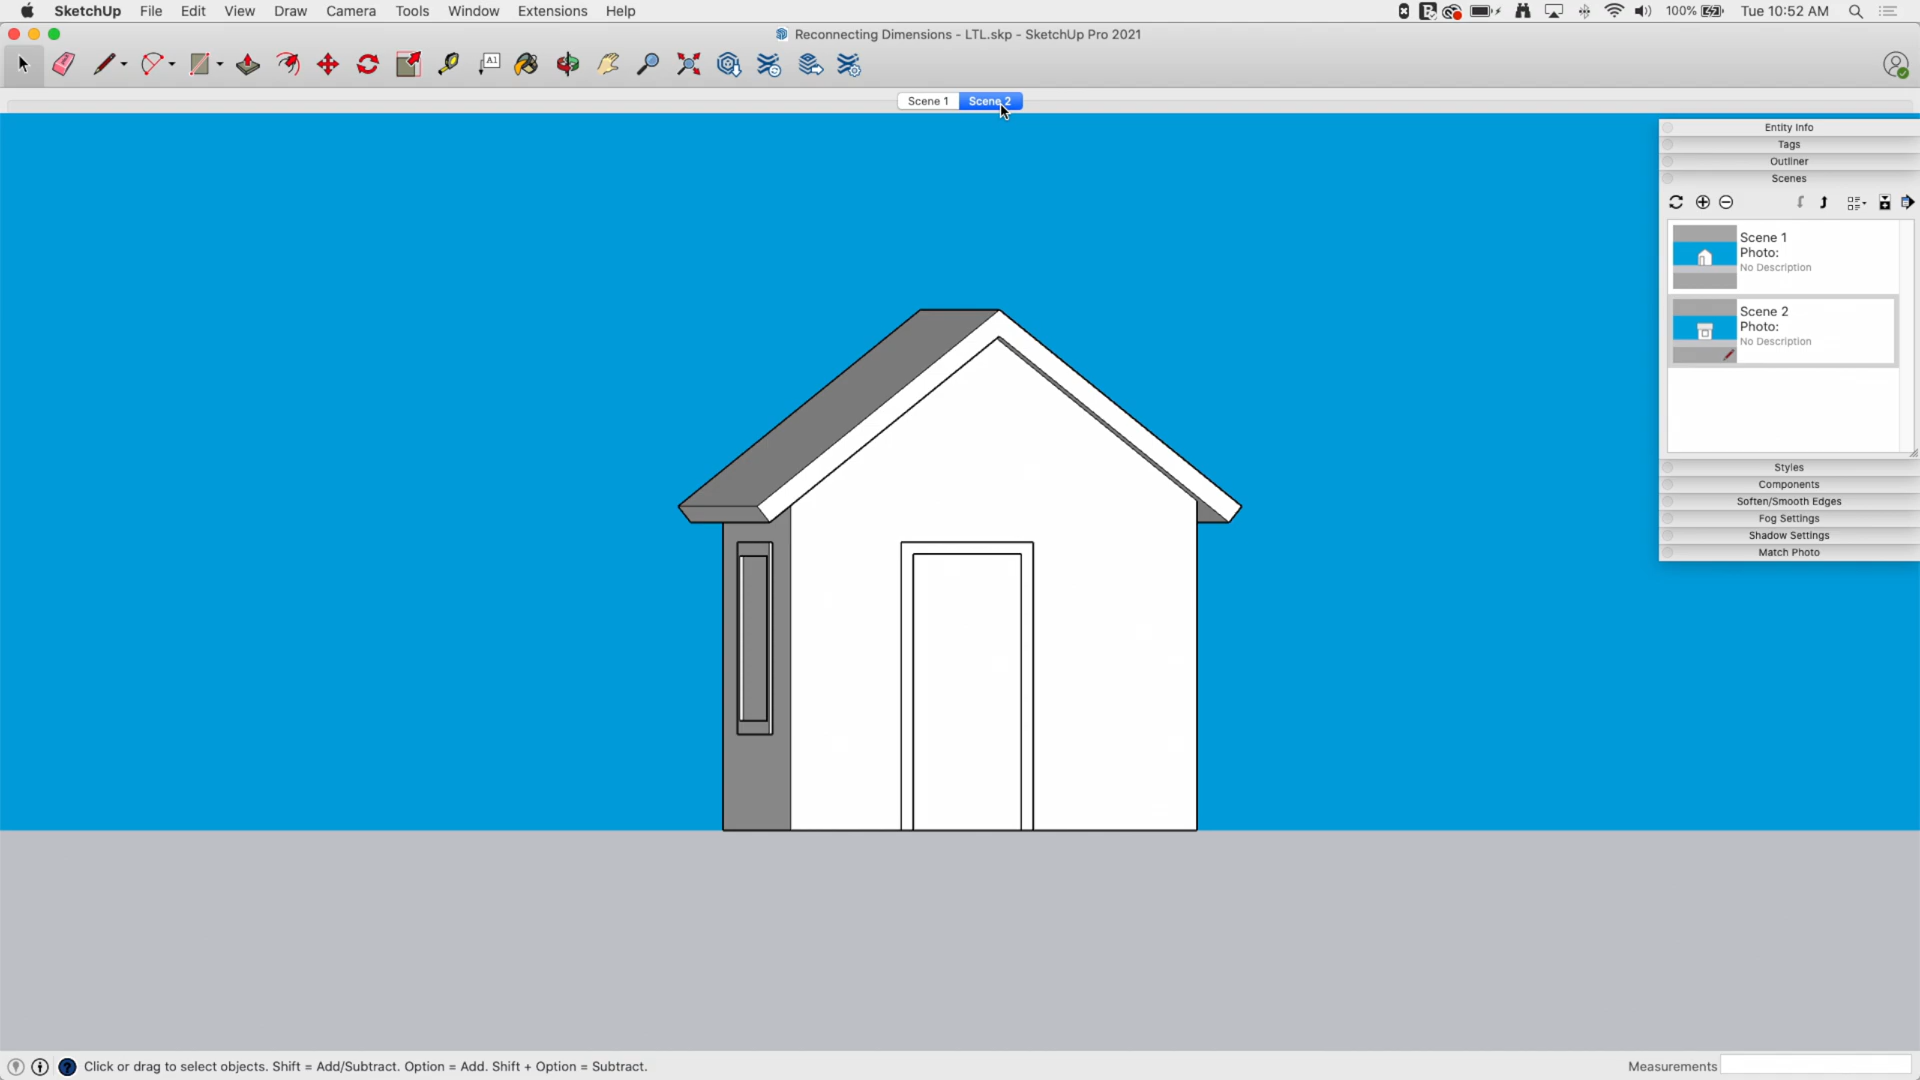 SketchUp File Edit View Draw Camera Tools Window Extensions Help 100% Tue 10:52 AM
Reconnecting Dimensions - LTL.skp - SketchUp Pro 2021
A1
Scene 1 Scene 2
Entity Info
Tags
Outliner
Scenes
Scene 1
Photo:
No Description
Scene 2
Photo:
No Description
Styles
Components
Soften/Smooth Edges
Fog Settings
Shadow Settings
Match Photo
Click or drag to select objects. Shift = Add/Subtract. Option = Add. Shift + Option = Subtract. Measurements